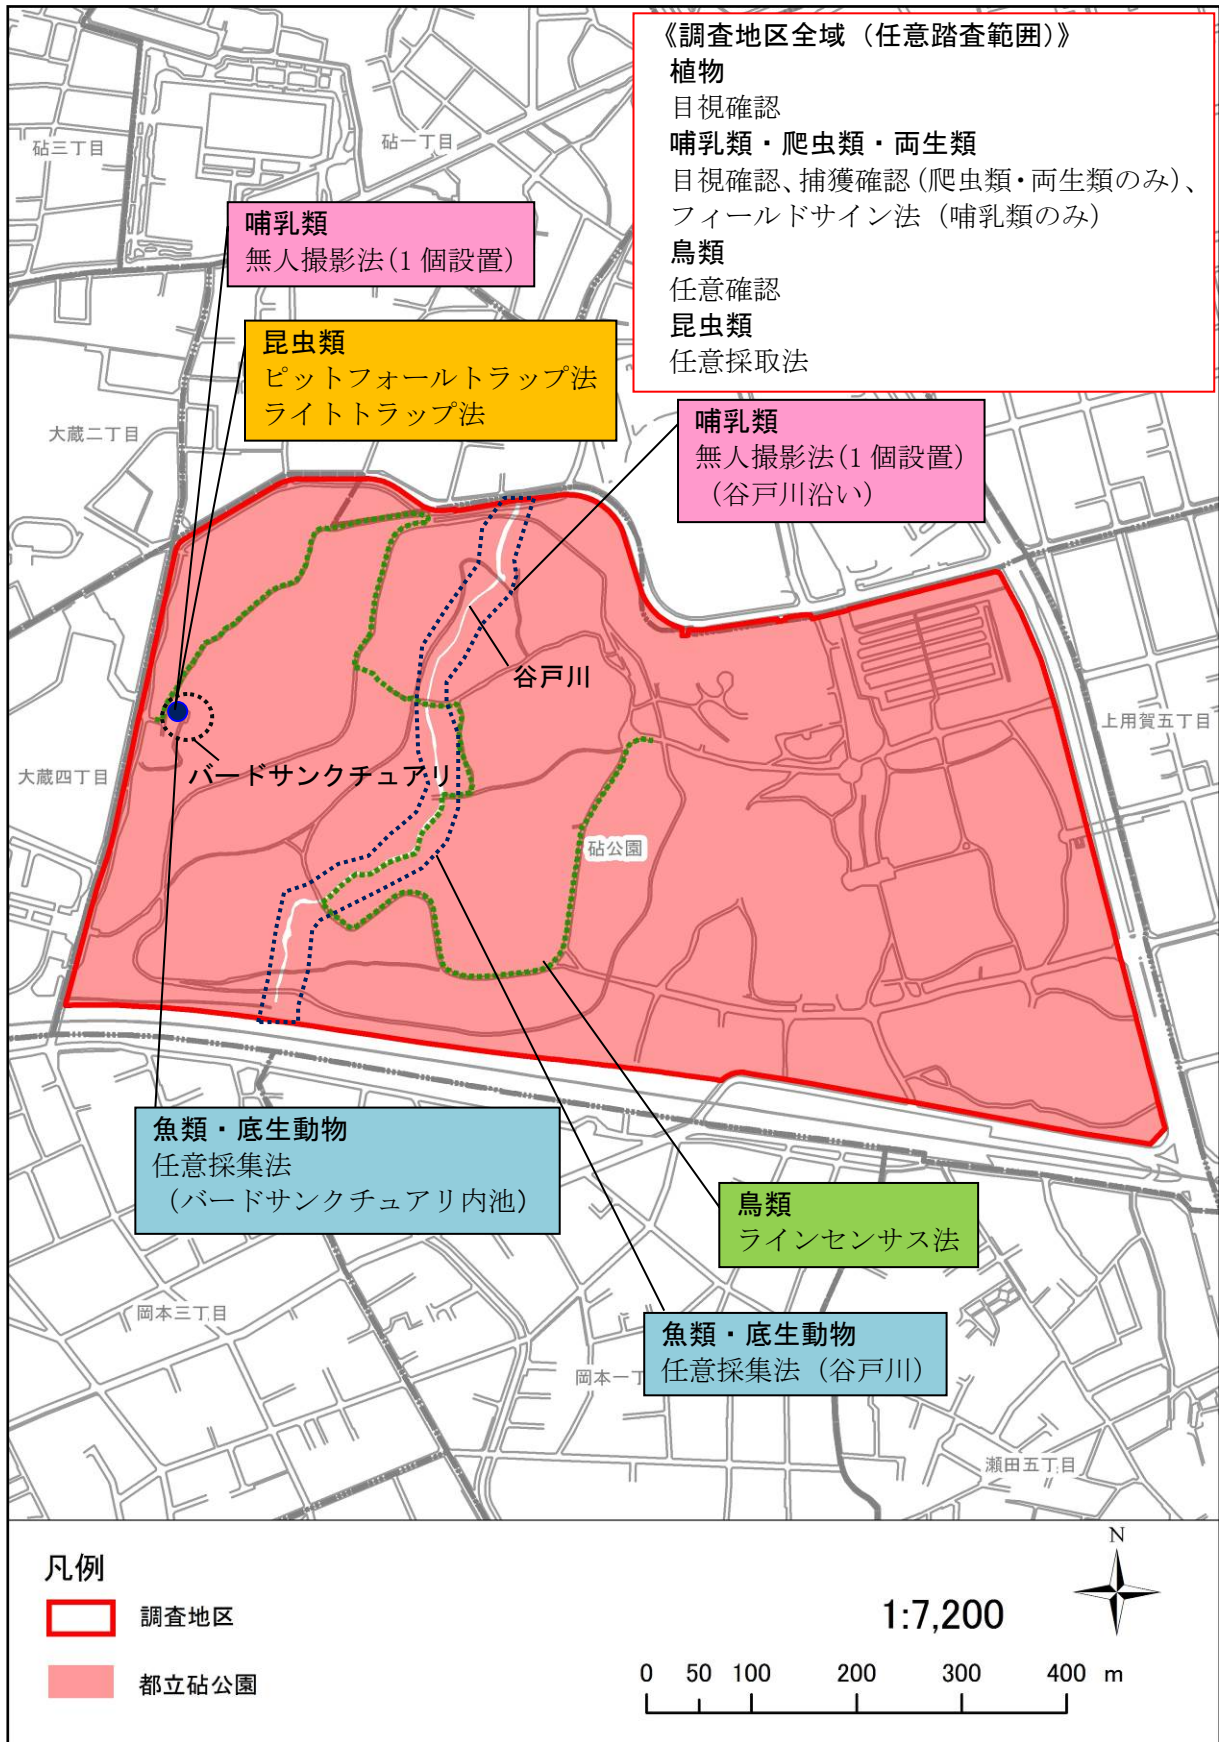 《調査地区全域（任意踏査範囲）》
植物
目視確認
哺乳類・爬虫類・両生類
目視確認、捕獲確認（爬虫類・両生類のみ）、
フィールドサイン法（哺乳類のみ）
鳥類
任意確認
昆虫類
任意採取法
砧三丁目
砧一丁目
哺乳類
無人撮影法（1個設置）
昆虫類
ピットフォールトラップ法
ライトトラップ法
大蔵二丁目
哺乳類
無人撮影法（1個設置）
（谷戸川沿い）
谷戸川
上用賀五丁目
大蔵四丁目
バードサンクチュアリ
砧公園
魚類・底生動物
任意採集法
（バードサンクチュアリ内池）
鳥類
ラインセンサス法
岡本三丁目
魚類・底生動物
任意採集法（谷戸川）
岡本一丁
瀬田五丁目
凡例
調査地区
都立砧公園
N
1:7,200
0 50 100 200 300 400 m